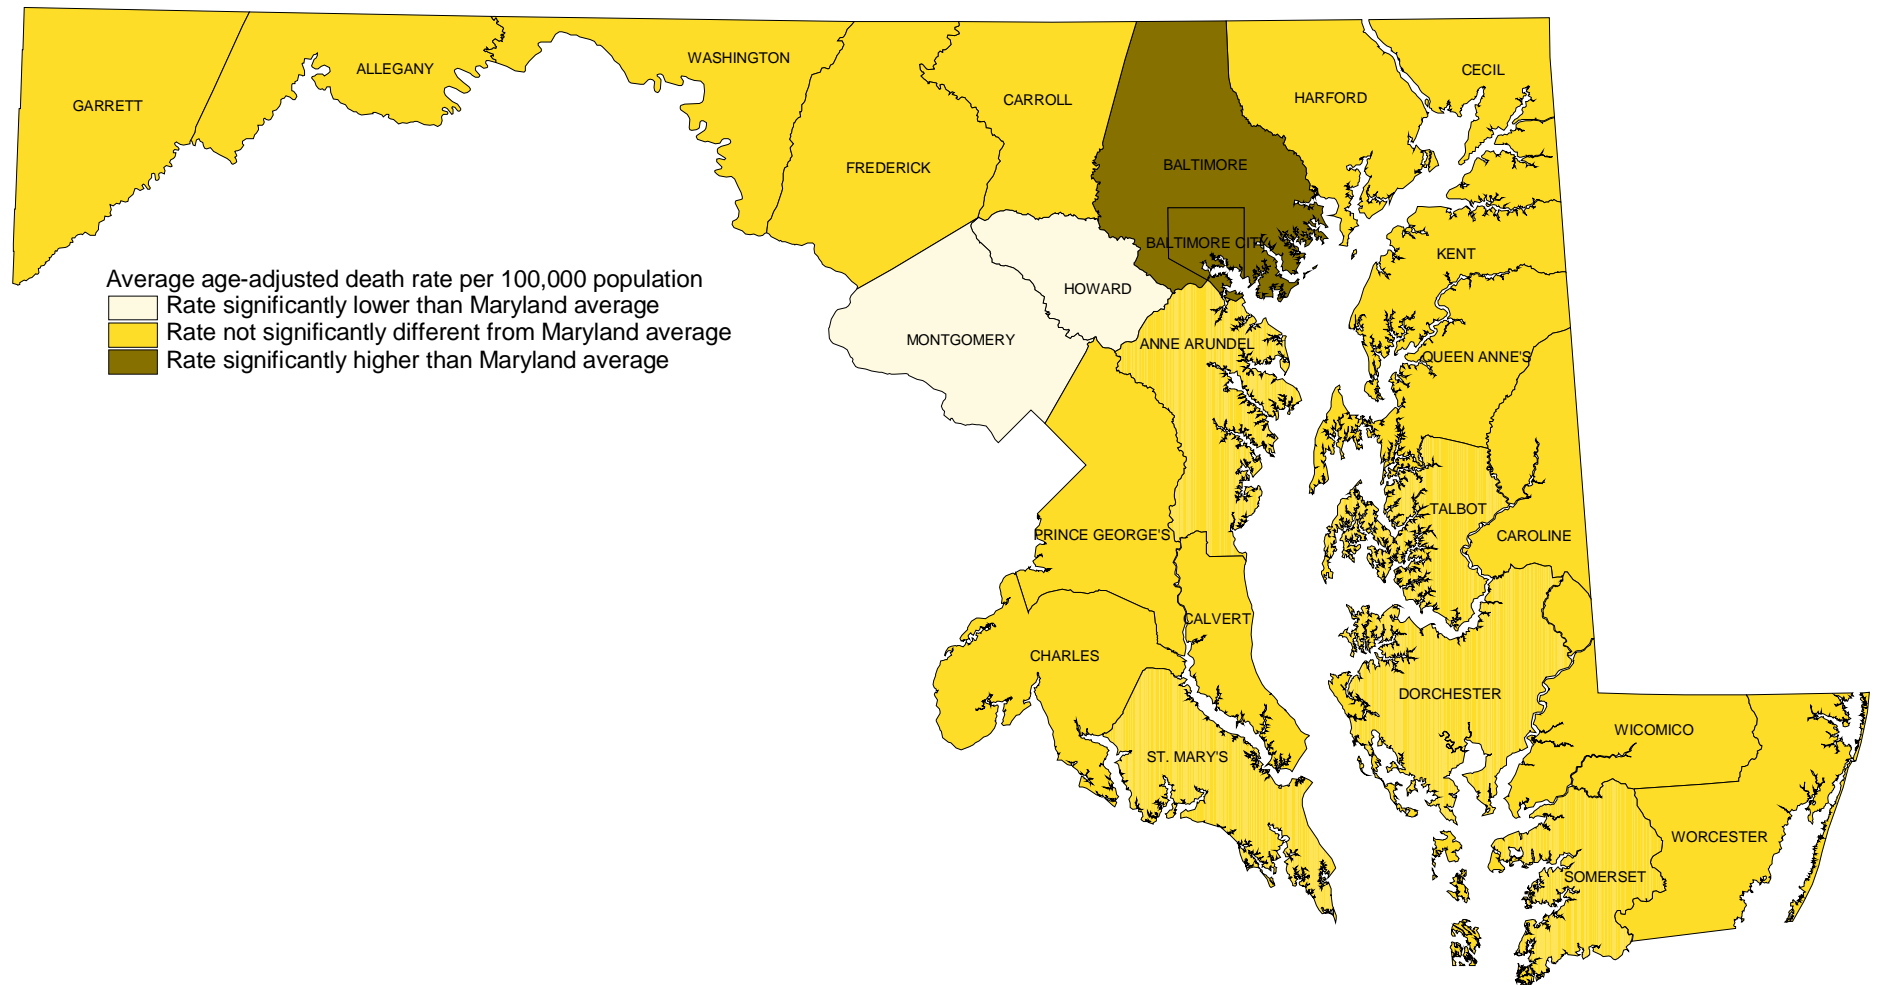 ALLEGANY
WASHINGTON
CECIL
GARRETT
CARROLL
HARFORD
FREDERICK
BALTIMORE
BALTIMORE CITY
KENT
Average age-adjusted death rate per 100,000 population
Rate significantly lower than Maryland average
Rate not significantly different from Maryland average
Rate significantly higher than Maryland average
HOWARD
MONTGOMERY
ANNE ARUNDEL
QUEEN ANNE'S
TALBOT
PRINCE GEORGE'S
CAROLINE
CALVERT
CHARLES
DORCHESTER
WICOMICO
ST. MARY'S
WORCESTER
SOMERSET